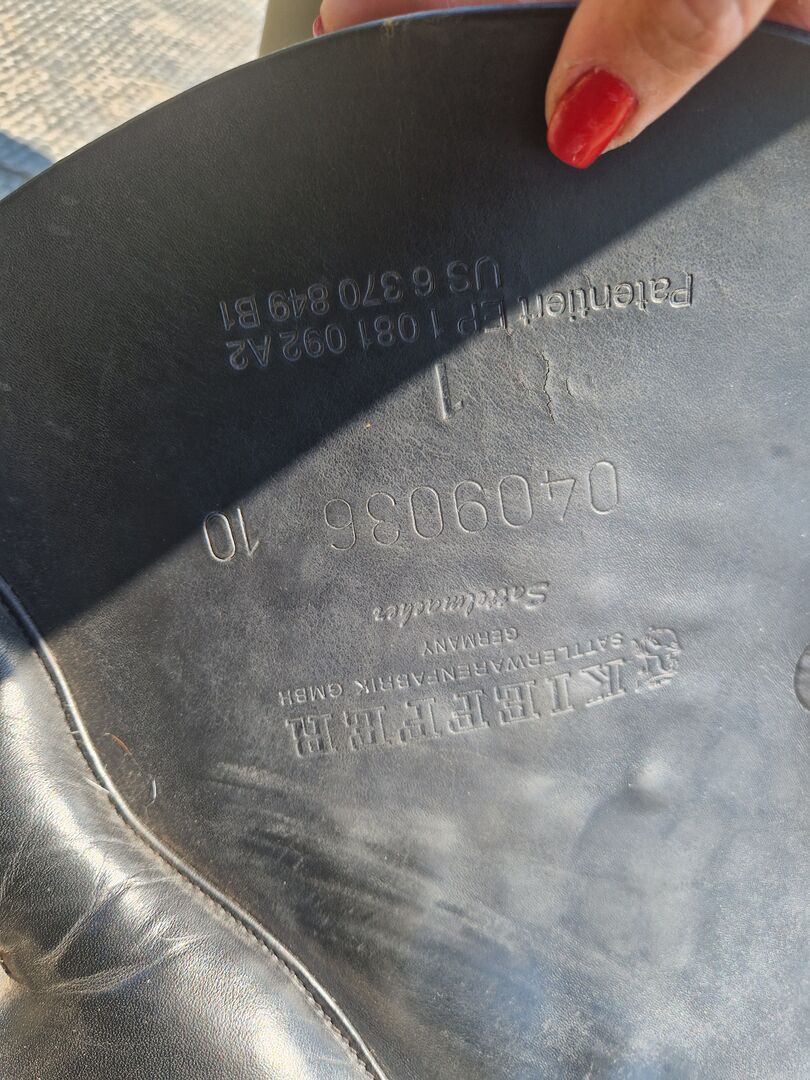 KIEFFER
SATTLERWARENFABRIK GMBH
GERMANY
Sattelmacher
0409036 10
1
Patentiert EP 1 081 092 A2
US 6 370 849 B1